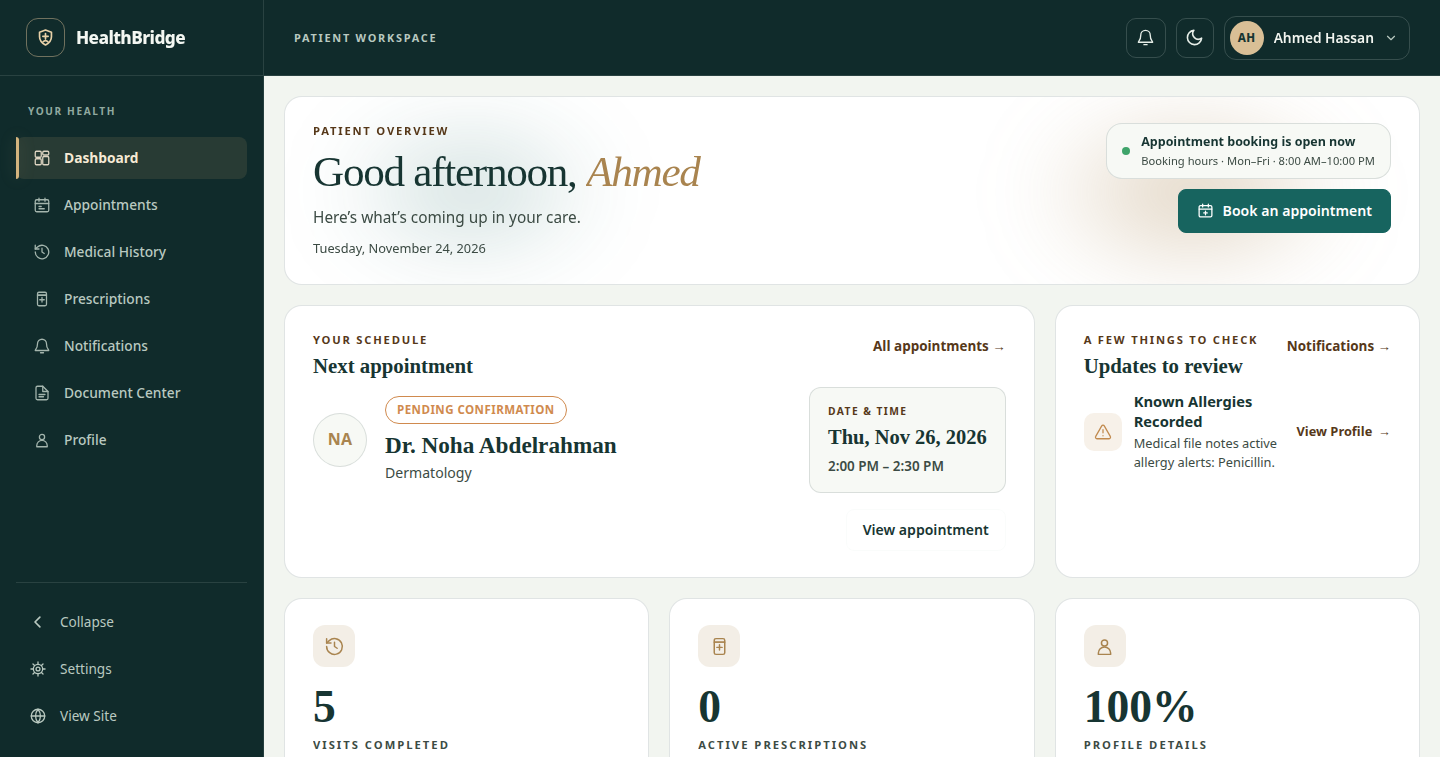 HealthBridge
PATIENT WORKSPACE
AH Ahmed Hassan
YOUR HEALTH
Dashboard
Appointments
Medical History
Prescriptions
Notifications
Document Center
Profile
Collapse
Settings
View Site
PATIENT OVERVIEW
Good afternoon, Ahmed
Here’s what’s coming up in your care.
Tuesday, November 24, 2026
Appointment booking is open now
Booking hours · Mon–Fri · 8:00 AM–10:00 PM
Book an appointment
YOUR SCHEDULE
Next appointment
All appointments →
NA
PENDING CONFIRMATION
Dr. Noha Abdelrahman
Dermatology
DATE & TIME
Thu, Nov 26, 2026
2:00 PM – 2:30 PM
View appointment
A FEW THINGS TO CHECK
Updates to review
Notifications →
Known Allergies
Recorded
Medical file notes active
allergy alerts: Penicillin.
View Profile →
5
VISITS COMPLETED
0
ACTIVE PRESCRIPTIONS
100%
PROFILE DETAILS